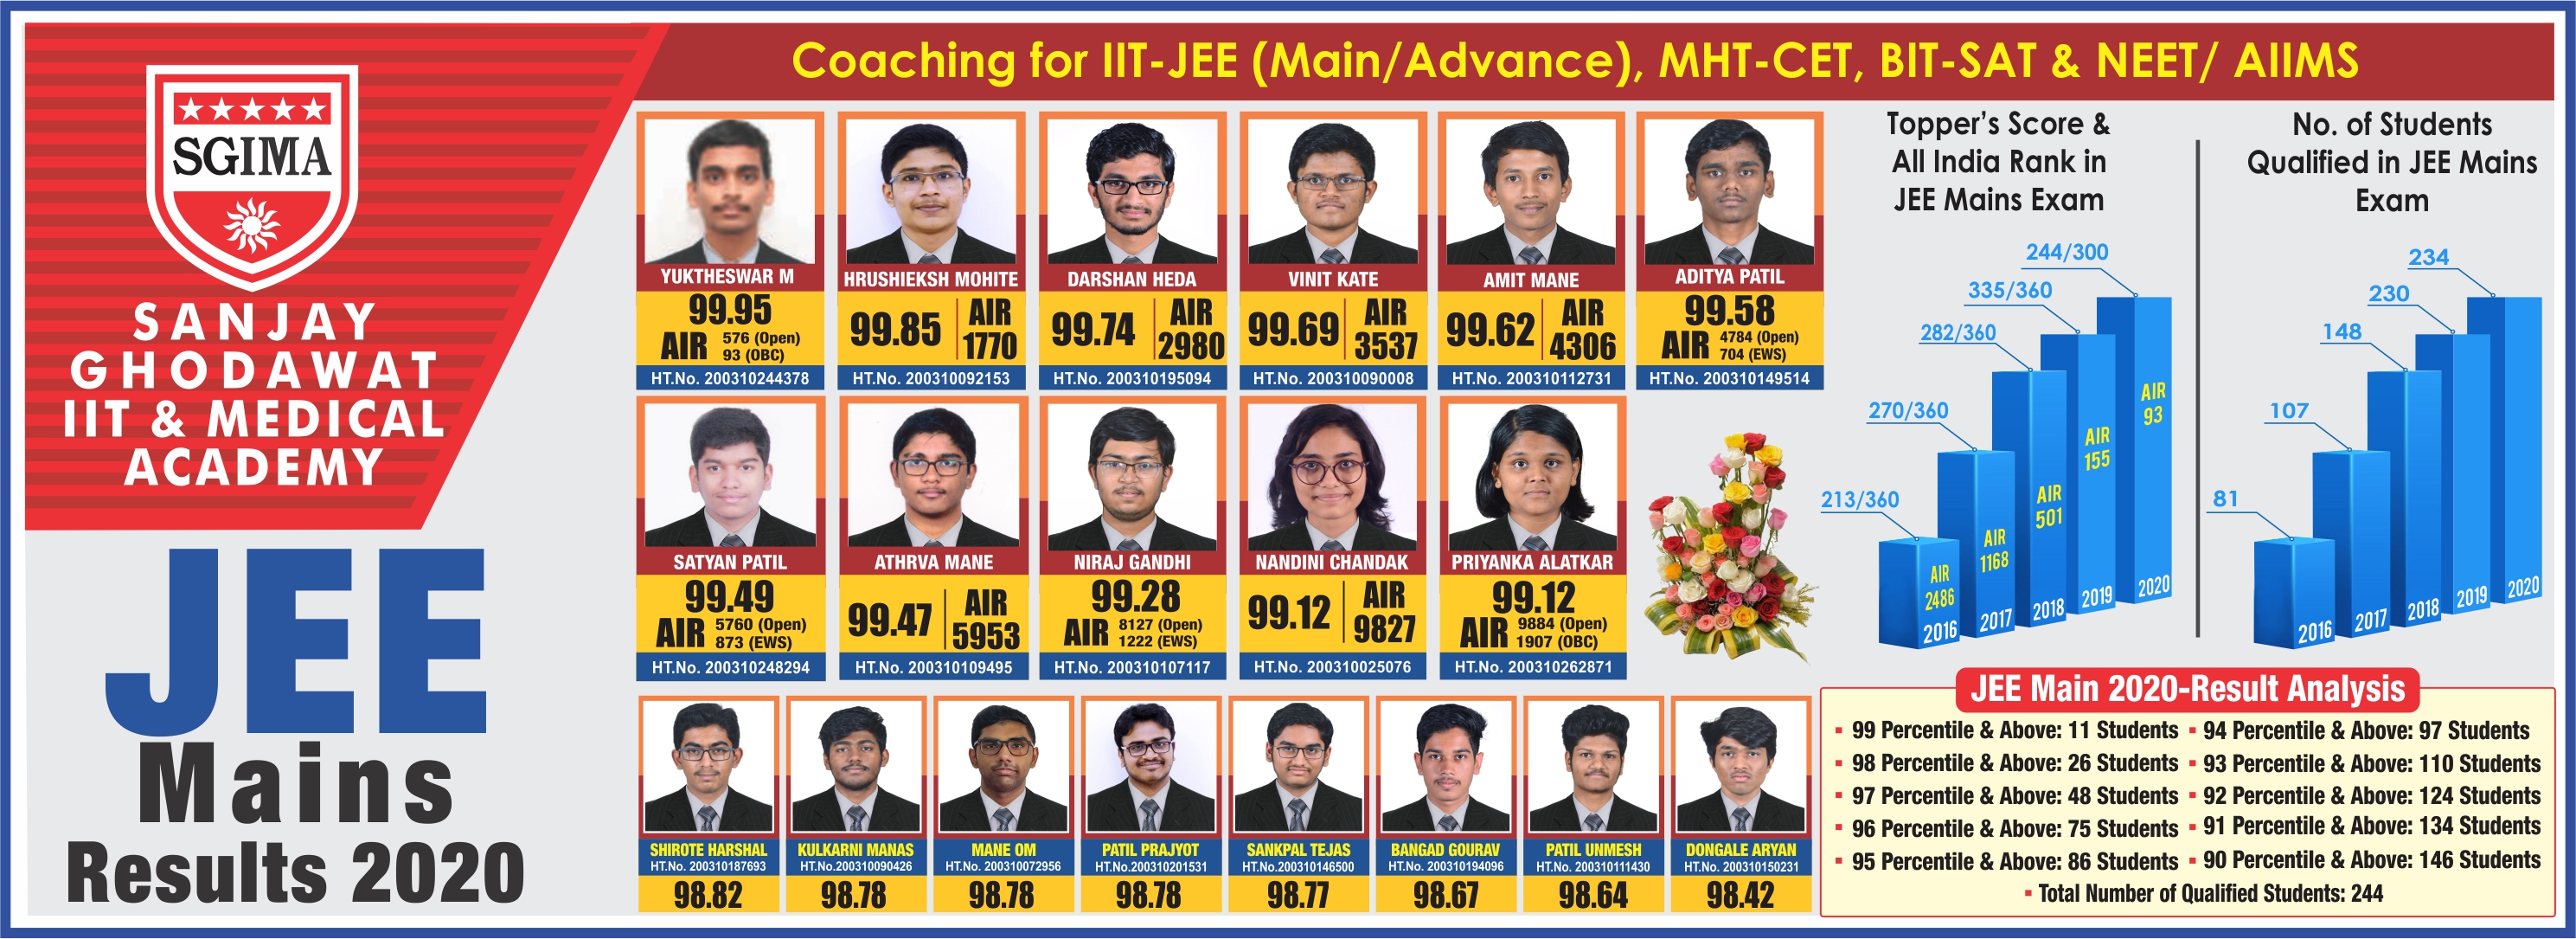 SGIMA
SANJAY
GHODAWAT
IIT & MEDICAL
ACADEMY
JEE
Mains
Results 2020
Coaching for IIT-JEE (Main/Advance), MHT-CET, BIT-SAT & NEET/ AIIMS
YUKTHESWAR M
99.95
AIR 576 (Open)
93 (OBC)
HT.No. 200310244378
HRUSHIEKSH MOHITE
99.85 AIR
1770
HT.No. 200310092153
DARSHAN HEDA
99.74 AIR
2980
HT.No. 200310195094
VINIT KATE
99.69 AIR
3537
HT.No. 200310090008
AMIT MANE
99.62 AIR
4306
HT.No. 200310112731
ADITYA PATIL
99.58
AIR 4784 (Open)
704 (EWS)
HT.No. 200310149514
SATYAN PATIL
99.49
AIR 5760 (Open)
873 (EWS)
HT.No. 200310248294
ATHRVA MANE
99.47 AIR
5953
HT.No. 200310109495
NIRAJ GANDHI
99.28
AIR 8127 (Open)
1222 (EWS)
HT.No. 200310107117
NANDINI CHANDAK
99.12 AIR
9827
HT.No. 200310025076
PRIYANKA ALATKAR
99.12
AIR 9884 (Open)
1907 (OBC)
HT.No. 200310262871
SHIROTE HARSHAL
HT.No. 200310187693
98.82
KULKARNI MANAS
HT.No.200310090426
98.78
MANE OM
HT.No. 200310072956
98.78
PATIL PRAJYOT
HT.No.200310201531
98.78
SANKPAL TEJAS
HT.No.200310146500
98.77
BANGAD GOURAV
HT.No. 200310194096
98.67
PATIL UNMESH
HT.No. 200310111430
98.64
DONGALE ARYAN
HT.No. 200310150231
98.42
Topper's Score &
All India Rank in
JEE Mains Exam
213/360
270/360
282/360
335/360
244/300
AIR
2486
2016
AIR
1168
2017
AIR
501
2018
AIR
155
2019
AIR
93
2020
No. of Students
Qualified in JEE Mains
Exam
81
107
148
230
234
2016
2017
2018
2019
2020
JEE Main 2020-Result Analysis
▪ 99 Percentile & Above: 11 Students ▪ 94 Percentile & Above: 97 Students
▪ 98 Percentile & Above: 26 Students ▪ 93 Percentile & Above: 110 Students
▪ 97 Percentile & Above: 48 Students ▪ 92 Percentile & Above: 124 Students
▪ 96 Percentile & Above: 75 Students ▪ 91 Percentile & Above: 134 Students
▪ 95 Percentile & Above: 86 Students ▪ 90 Percentile & Above: 146 Students
▪ Total Number of Qualified Students: 244